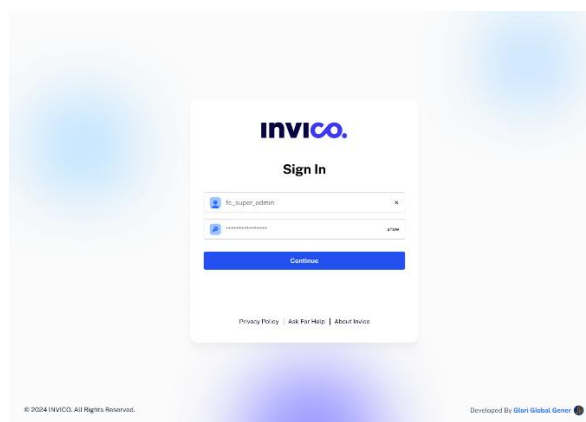 INVICO.
Sign In
fc_super_admin
***************
Continue
Privacy Policy | Ask For Help | About Invico
© 2024 INVICO. All Rights Reserved.
Developed By Glori Global Gener